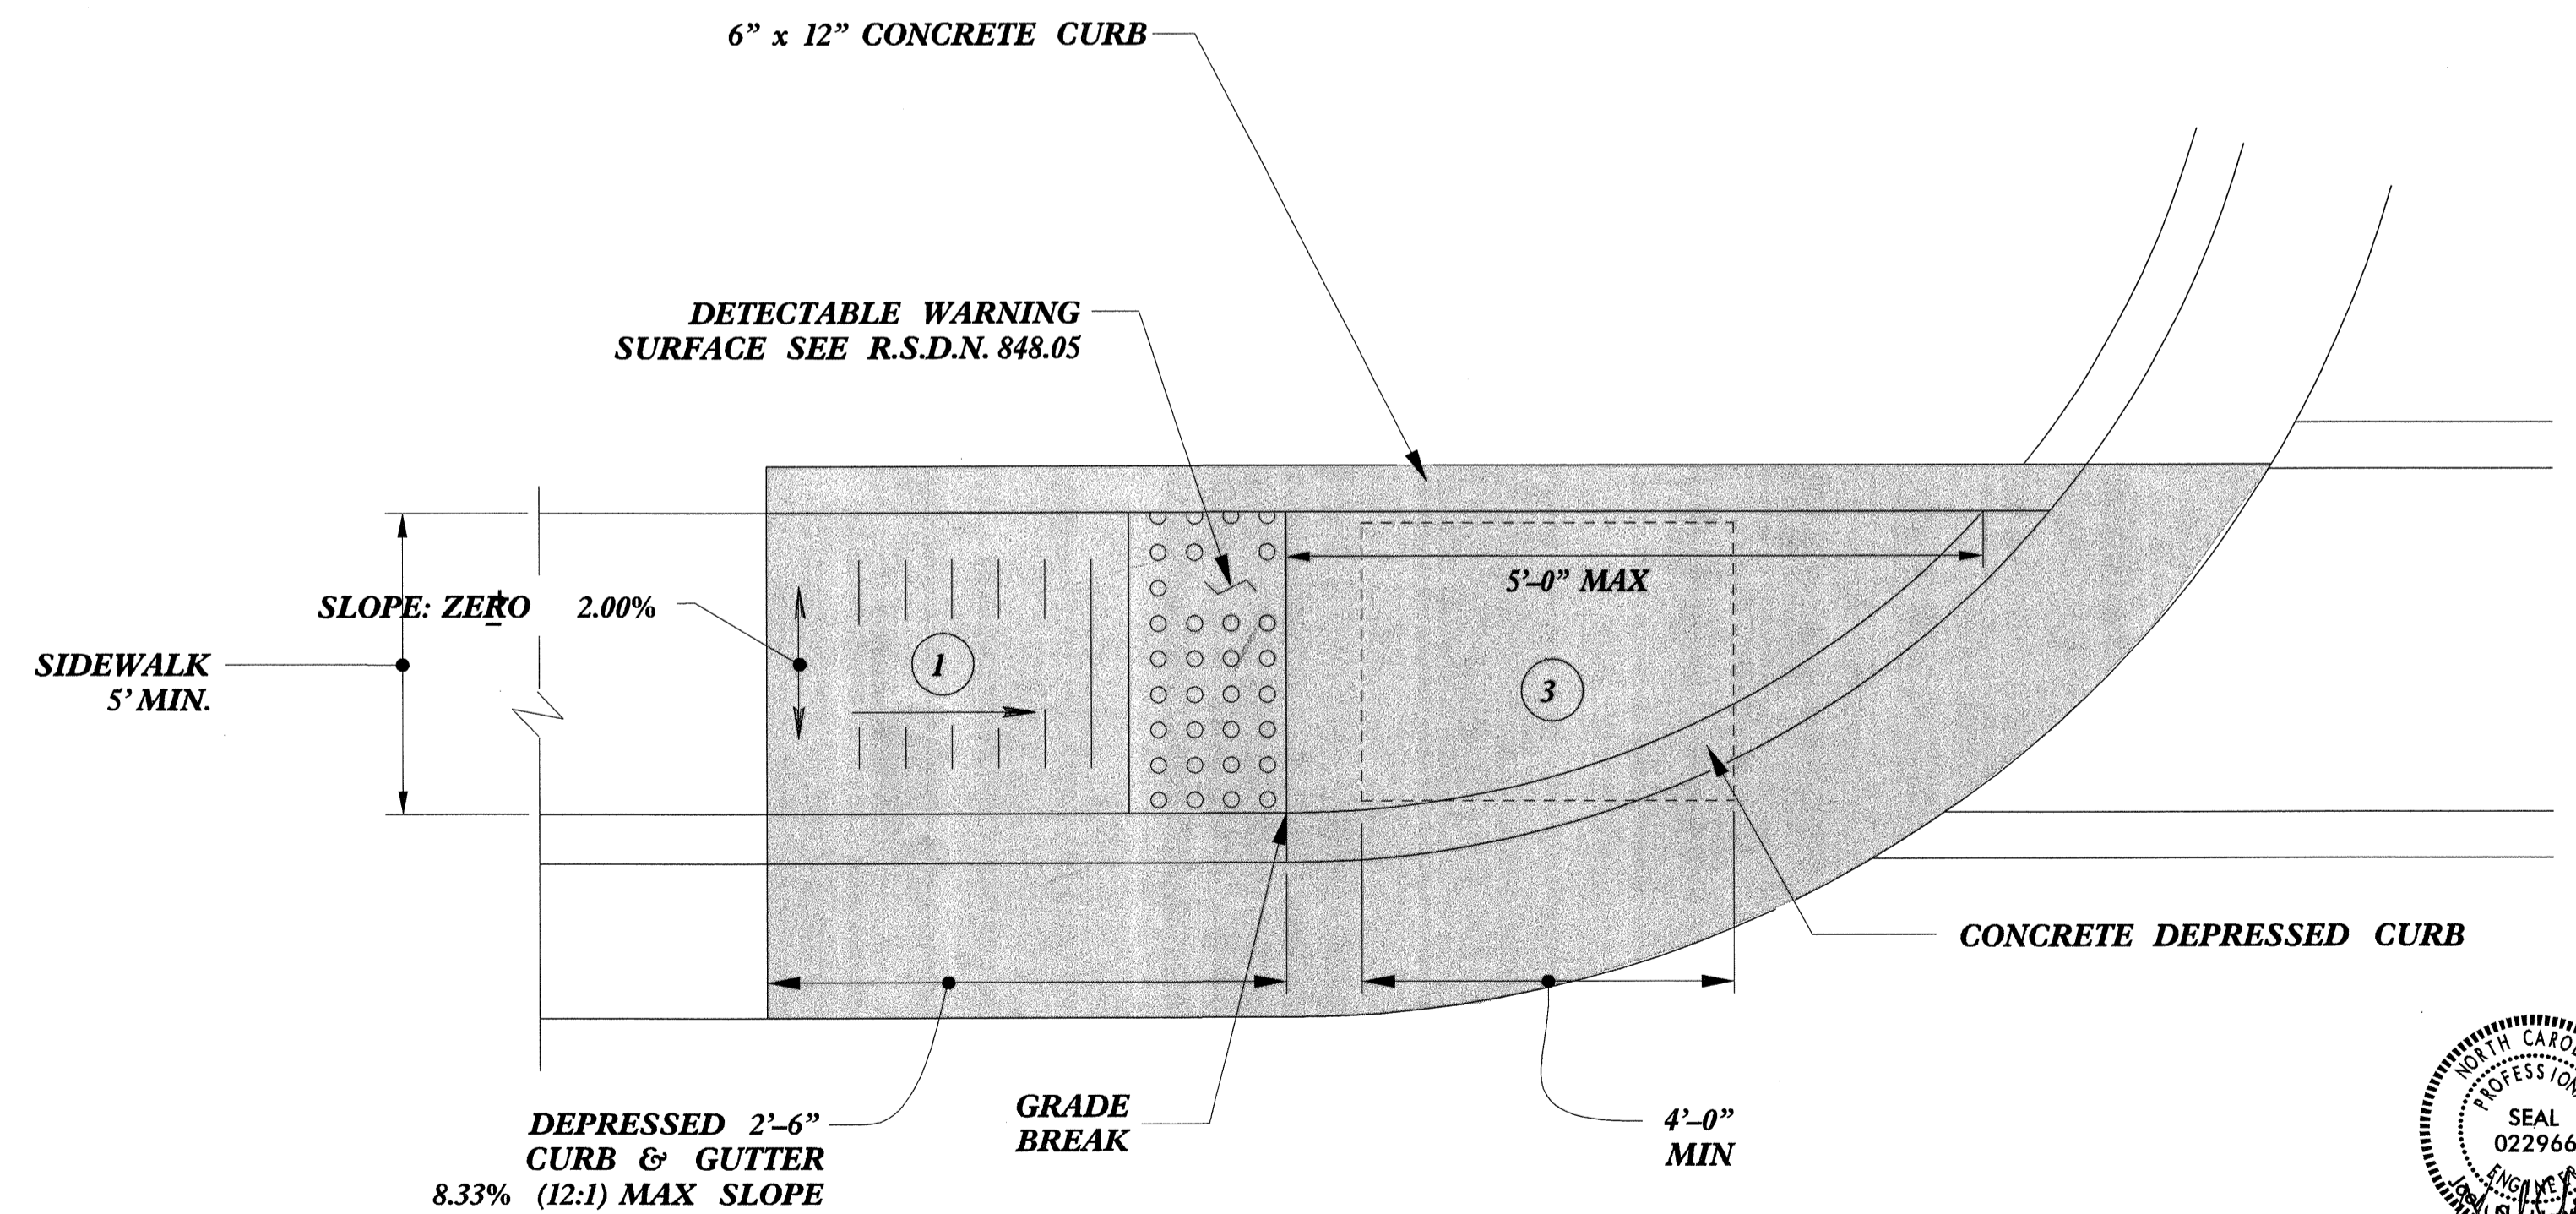 6” x 12” CONCRETE CURB
DETECTABLE WARNING
SURFACE SEE R.S.D.N. 848.05
5’–0” MAX
SLOPE: ZERO ± 2.00%
1
3
SIDEWALK
5’ MIN.
CONCRETE DEPRESSED CURB
GRADE
BREAK
4’–0”
MIN
DEPRESSED 2’–6”
CURB & GUTTER
8.33% (12:1) MAX SLOPE
NORTH
SEAL
022966